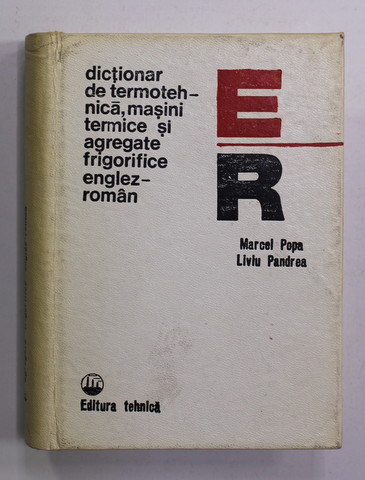 dicționar
de termoteh-
nică, mașini
termice și
agregate
frigorifice
englez-
român
E
R
Marcel Popa
Liviu Pandrea
Editura tehnică